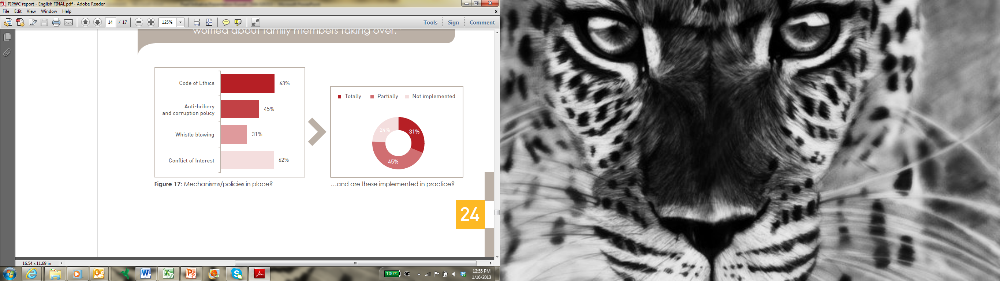 PIPWC report - English FINAL.pdf - Adobe Reader
File Edit View Window Help
14 / 17 125% Tools Sign Comment
worried about family members taking over."
Code of Ethics 63%
Anti-bribery
and corruption policy 45%
Whistle blowing 31%
Conflict of Interest 62%
Figure 17: Mechanisms/policies in place?
Totally Partially Not implemented
24% 31%
45%
...and are these implemented in practice?
24
16.54 x 11.69 in
100% 12:55 PM
1/16/2013